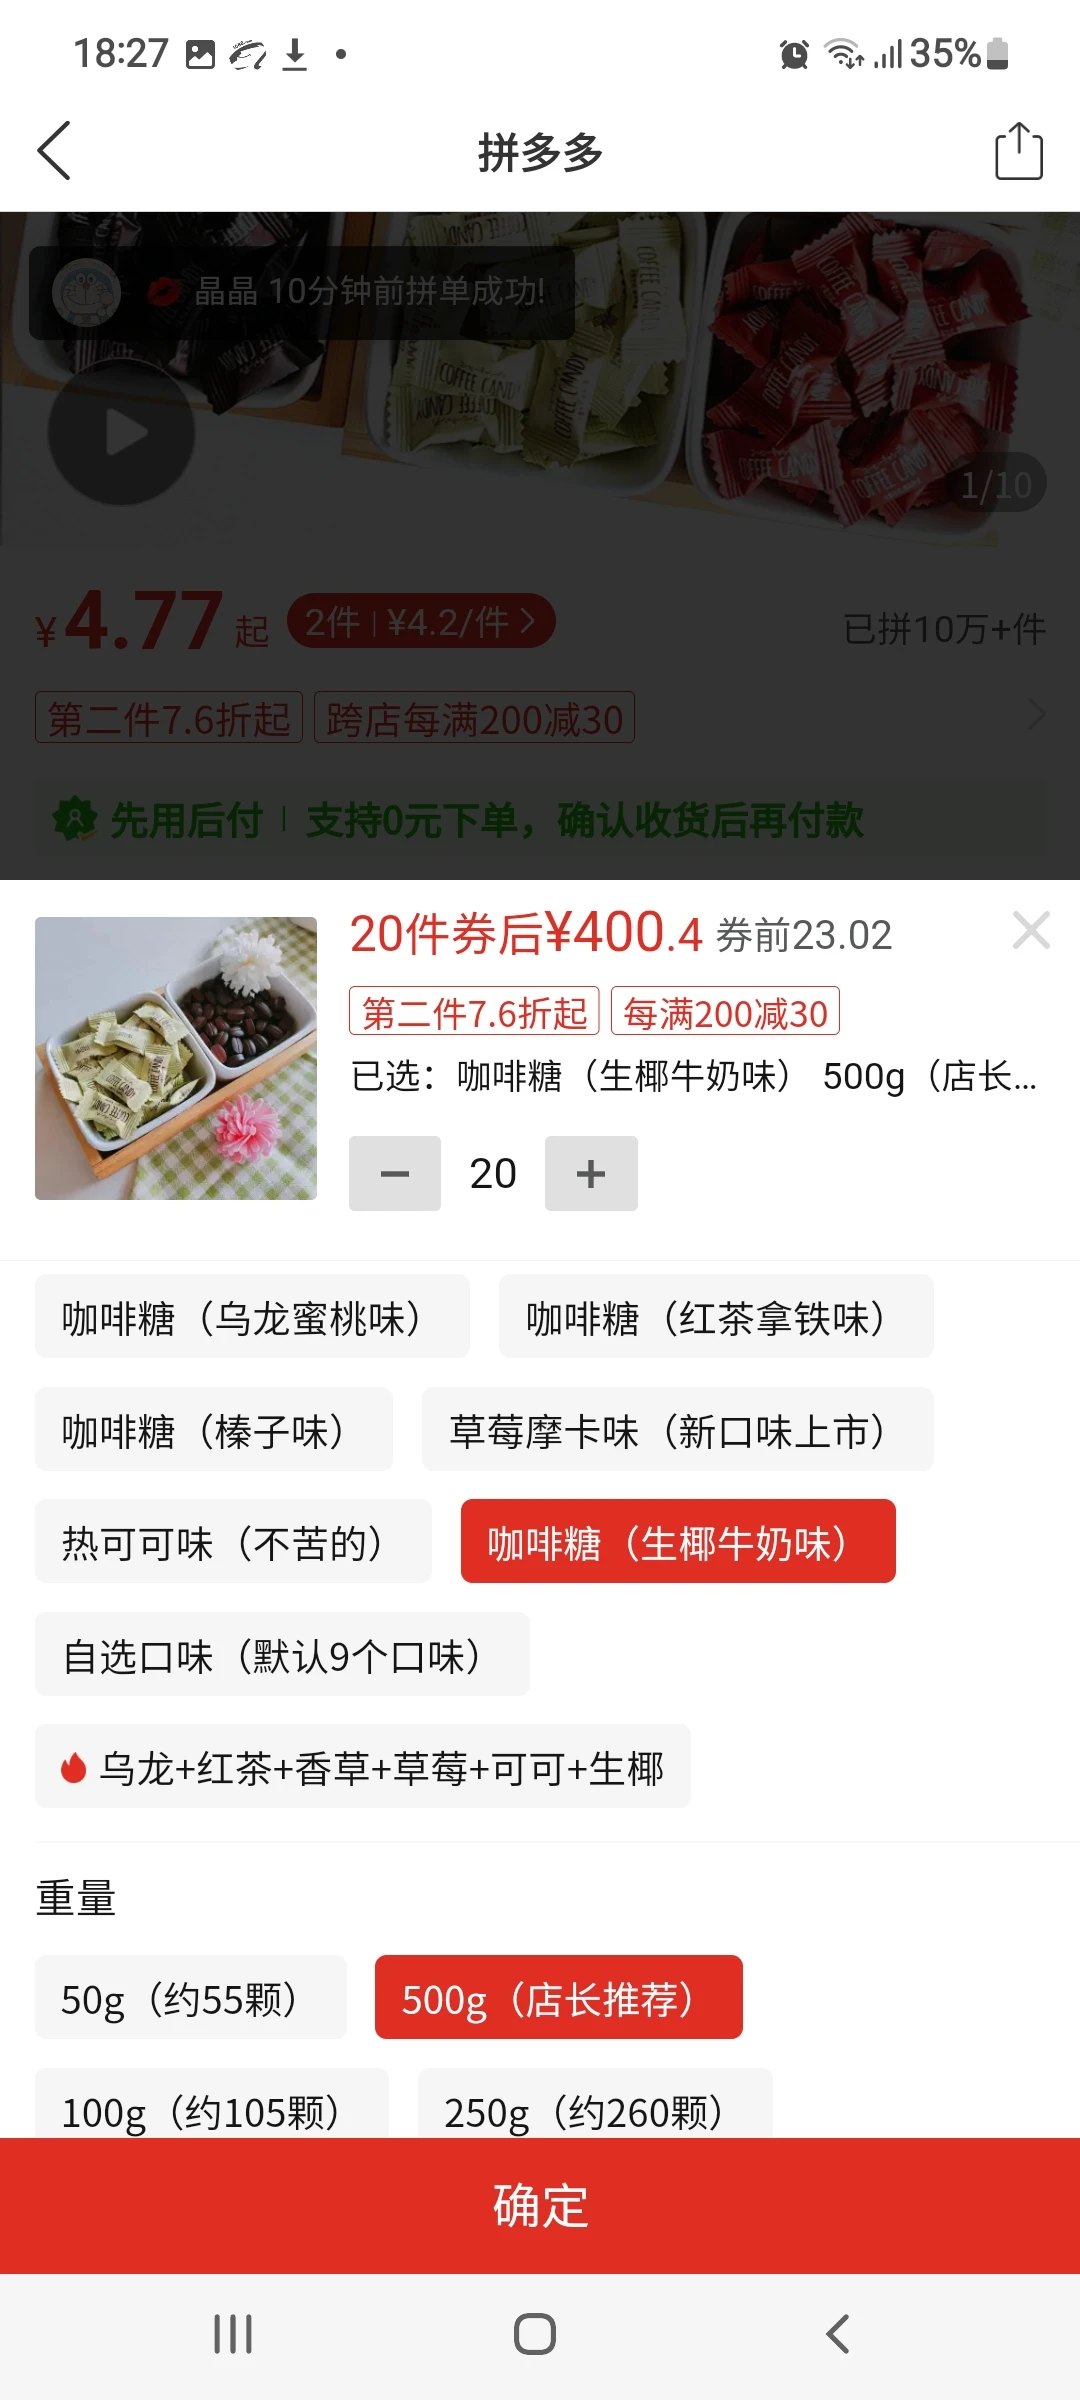 18:27
35%
拼多多
晶晶 10分钟前拼单成功!
COFFEE CANDY
1/10
¥4.77起 2件 ¥4.2/件
已拼10万+件
第二件7.6折起 跨店每满200减30
先用后付 支持0元下单，确认收货后再付款
20件券后¥400.4 券前23.02
第二件7.6折起 每满200减30
已选：咖啡糖（生椰牛奶味） 500g（店长...
20
咖啡糖（乌龙蜜桃味） 咖啡糖（红茶拿铁味）
咖啡糖（榛子味） 草莓摩卡味（新口味上市）
热可可味（不苦的） 咖啡糖（生椰牛奶味）
自选口味（默认9个口味）
乌龙+红茶+香草+草莓+可可+生椰
重量
50g（约55颗） 500g（店长推荐）
100g（约105颗） 250g（约260颗）
确定